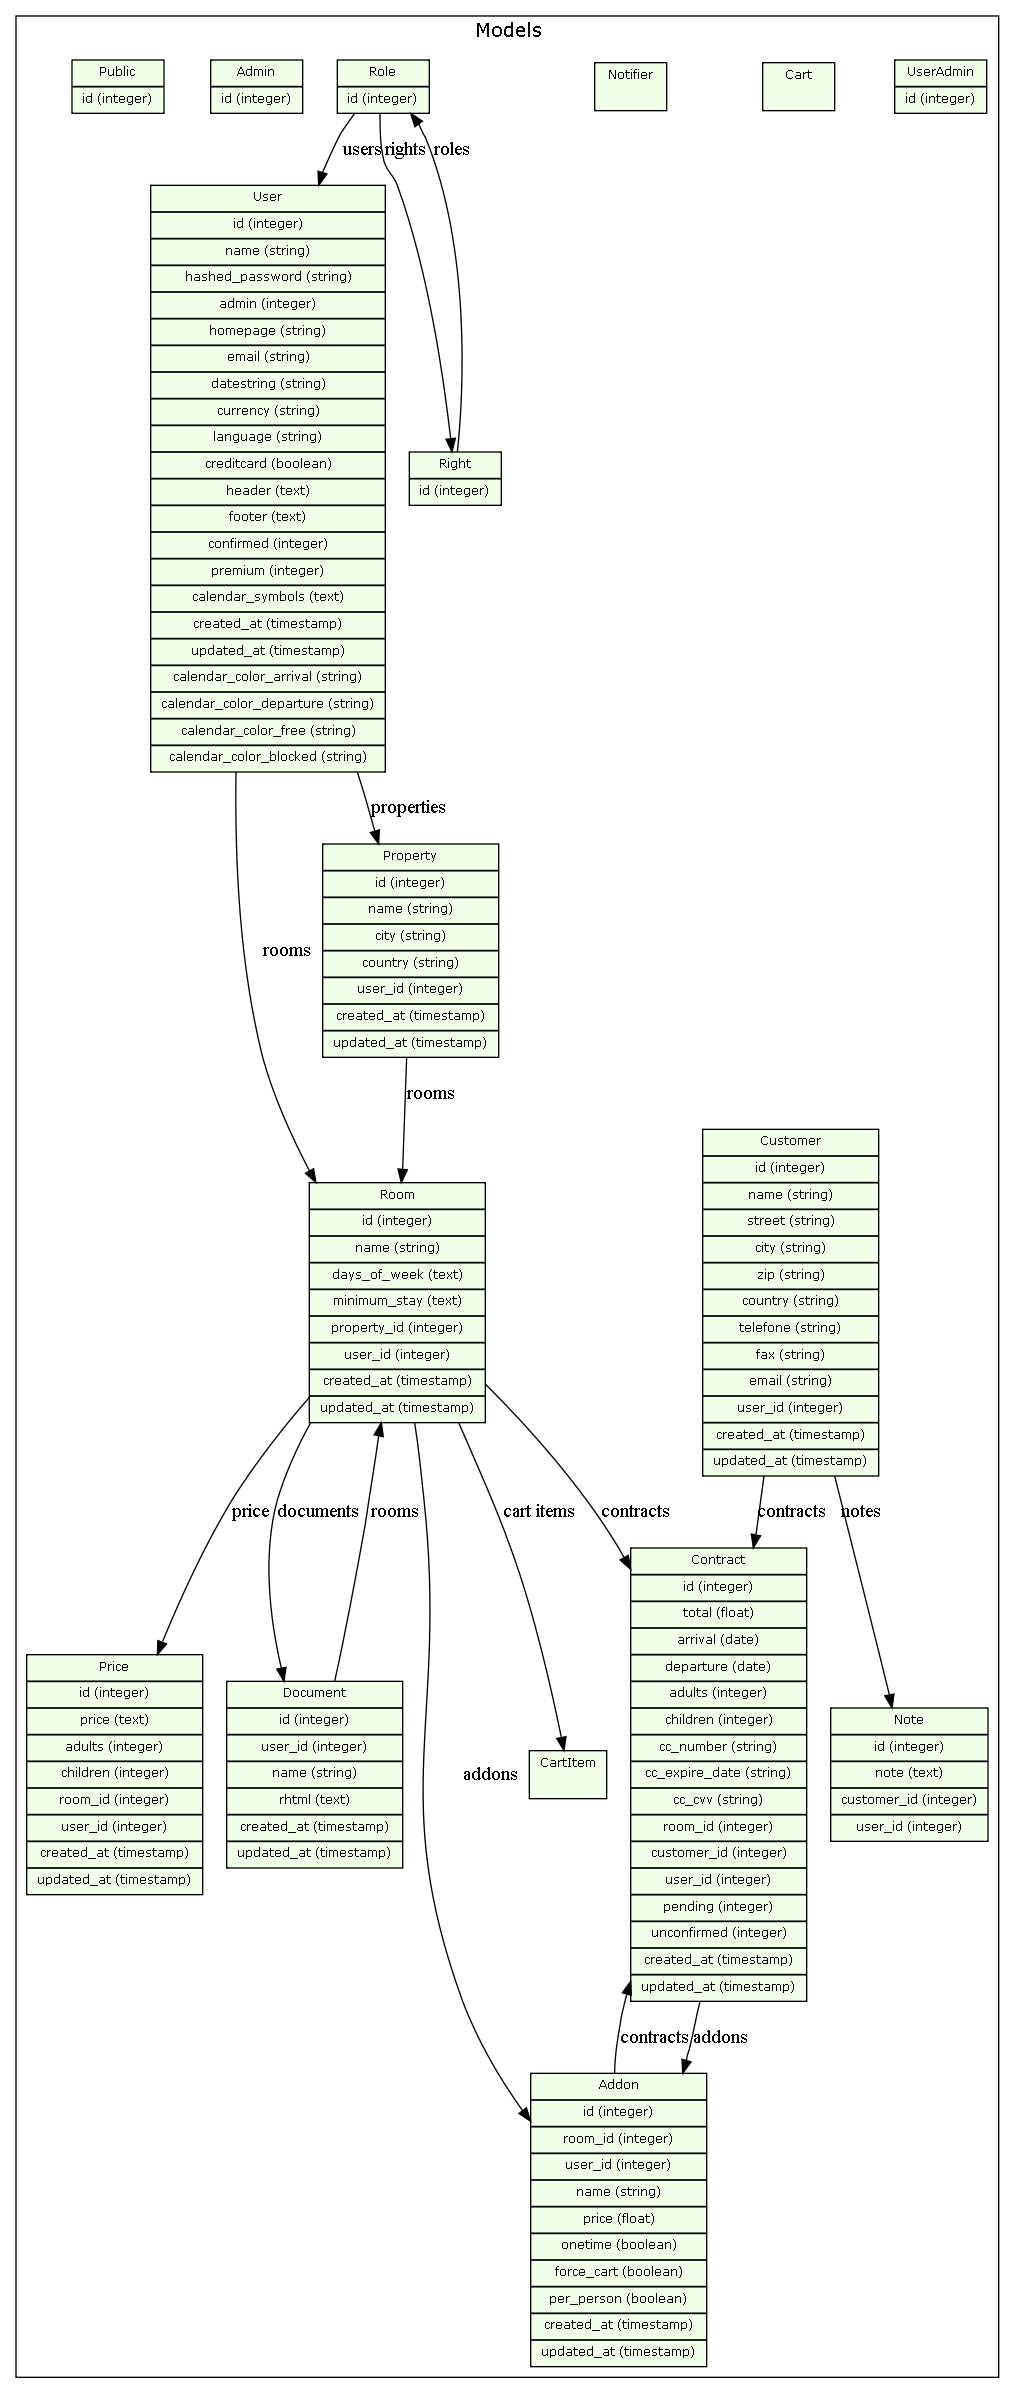 Models
Public
id (integer)
Admin
id (integer)
Role
id (integer)
Notifier
Cart
UserAdmin
id (integer)
users
rights
roles
User
id (integer)
name (string)
hashed_password (string)
admin (integer)
homepage (string)
email (string)
datestring (string)
currency (string)
language (string)
creditcard (boolean)
header (text)
footer (text)
confirmed (integer)
premium (integer)
calendar_symbols (text)
created_at (timestamp)
updated_at (timestamp)
calendar_color_arrival (string)
calendar_color_departure (string)
calendar_color_free (string)
calendar_color_blocked (string)
Right
id (integer)
properties
Property
id (integer)
name (string)
city (string)
country (string)
user_id (integer)
created_at (timestamp)
updated_at (timestamp)
rooms
rooms
Room
id (integer)
name (string)
days_of_week (text)
minimum_stay (text)
property_id (integer)
user_id (integer)
created_at (timestamp)
updated_at (timestamp)
Customer
id (integer)
name (string)
street (string)
city (string)
zip (string)
country (string)
telefone (string)
fax (string)
email (string)
user_id (integer)
created_at (timestamp)
updated_at (timestamp)
price
documents
rooms
cart items
contracts
contracts
notes
Price
id (integer)
price (text)
adults (integer)
children (integer)
room_id (integer)
user_id (integer)
created_at (timestamp)
updated_at (timestamp)
Document
id (integer)
user_id (integer)
name (string)
rhtml (text)
created_at (timestamp)
updated_at (timestamp)
addons
CartItem
Contract
id (integer)
total (float)
arrival (date)
departure (date)
adults (integer)
children (integer)
cc_number (string)
cc_expire_date (string)
cc_cvv (string)
room_id (integer)
customer_id (integer)
user_id (integer)
pending (integer)
unconfirmed (integer)
created_at (timestamp)
updated_at (timestamp)
Note
id (integer)
note (text)
customer_id (integer)
user_id (integer)
contracts
addons
Addon
id (integer)
room_id (integer)
user_id (integer)
name (string)
price (float)
onetime (boolean)
force_cart (boolean)
per_person (boolean)
created_at (timestamp)
updated_at (timestamp)